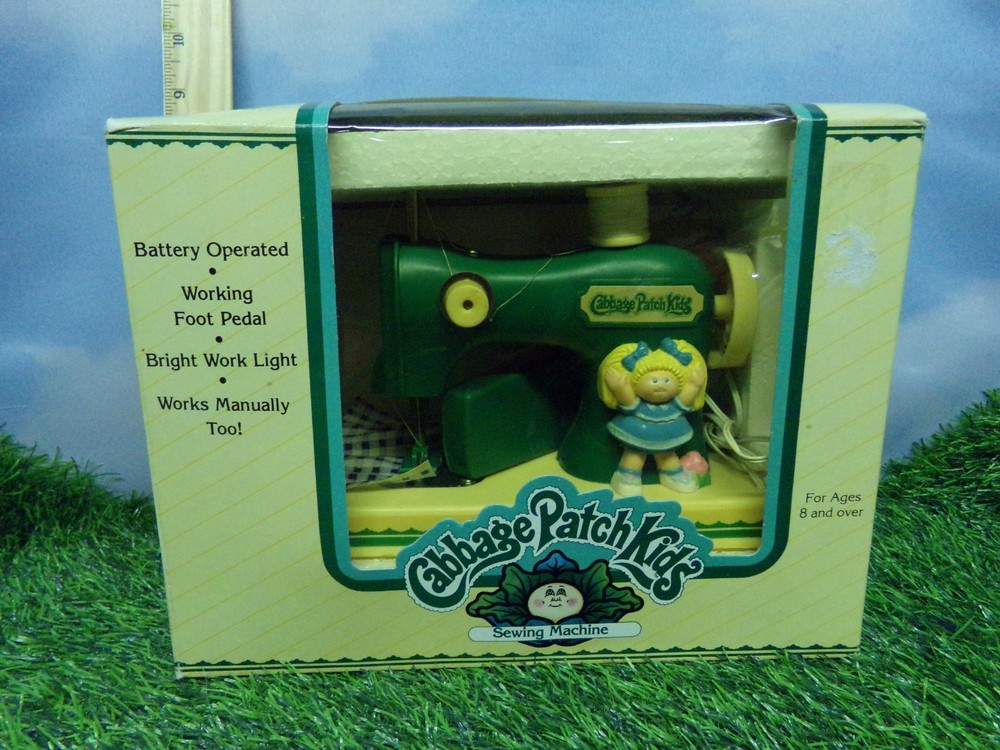 10
9
Battery Operated
•
Working
Foot Pedal
•
Bright Work Light
•
Works Manually
Too!
Cabbage Patch Kids
For Ages
8 and over
Cabbage Patch Kids
Sewing Machine